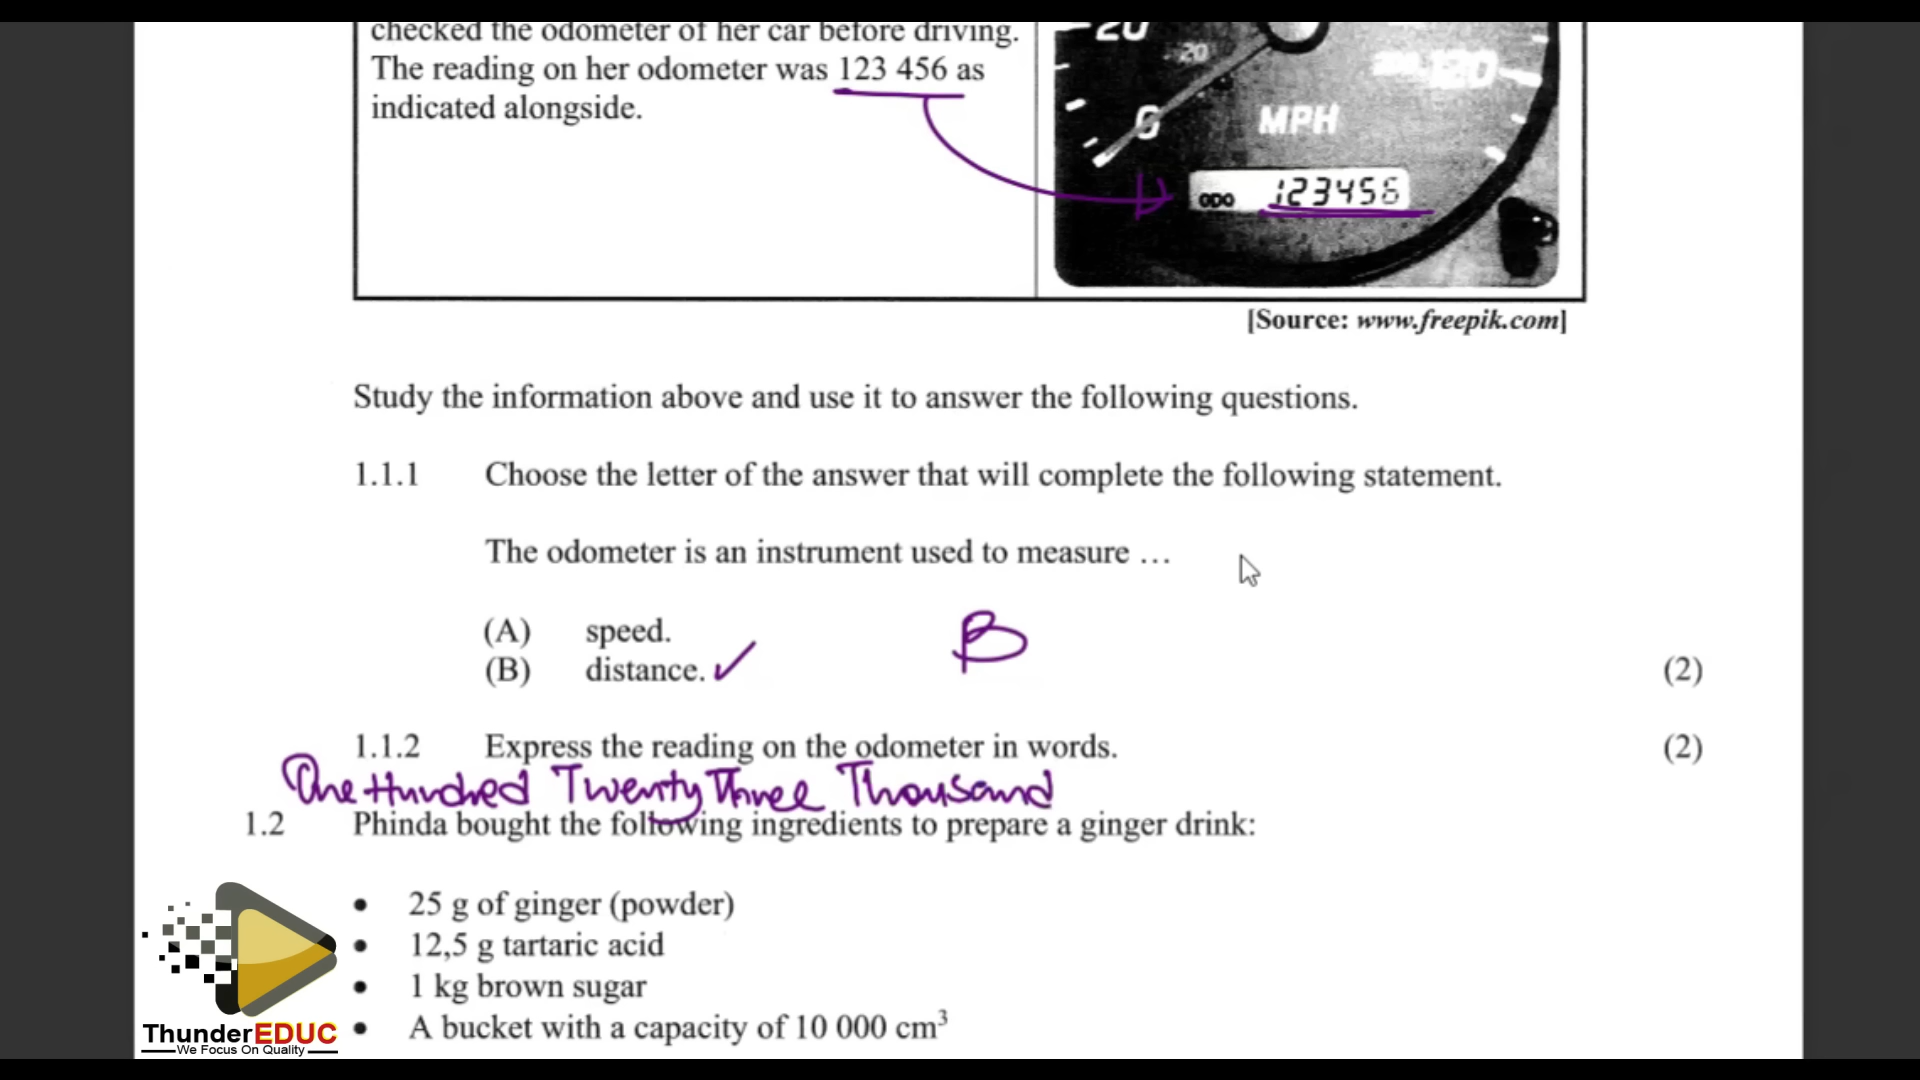 checked the odometer of her car before driving.
The reading on her odometer was 123 456 as
indicated alongside.
20
20
120
0
MPH
ODO 123456
[Source: www.freepik.com]
Study the information above and use it to answer the following questions.
1.1.1 Choose the letter of the answer that will complete the following statement.
The odometer is an instrument used to measure …
(A) speed.
B
(B) distance. ✓ (2)
1.1.2 Express the reading on the odometer in words. (2)
One Hundred Twenty Three Thousand
1.2 Phinda bought the following ingredients to prepare a ginger drink:
• 25 g of ginger (powder)
• 12,5 g tartaric acid
• 1 kg brown sugar
• A bucket with a capacity of 10 000 cm³
ThunderEDUC
We Focus On Quality